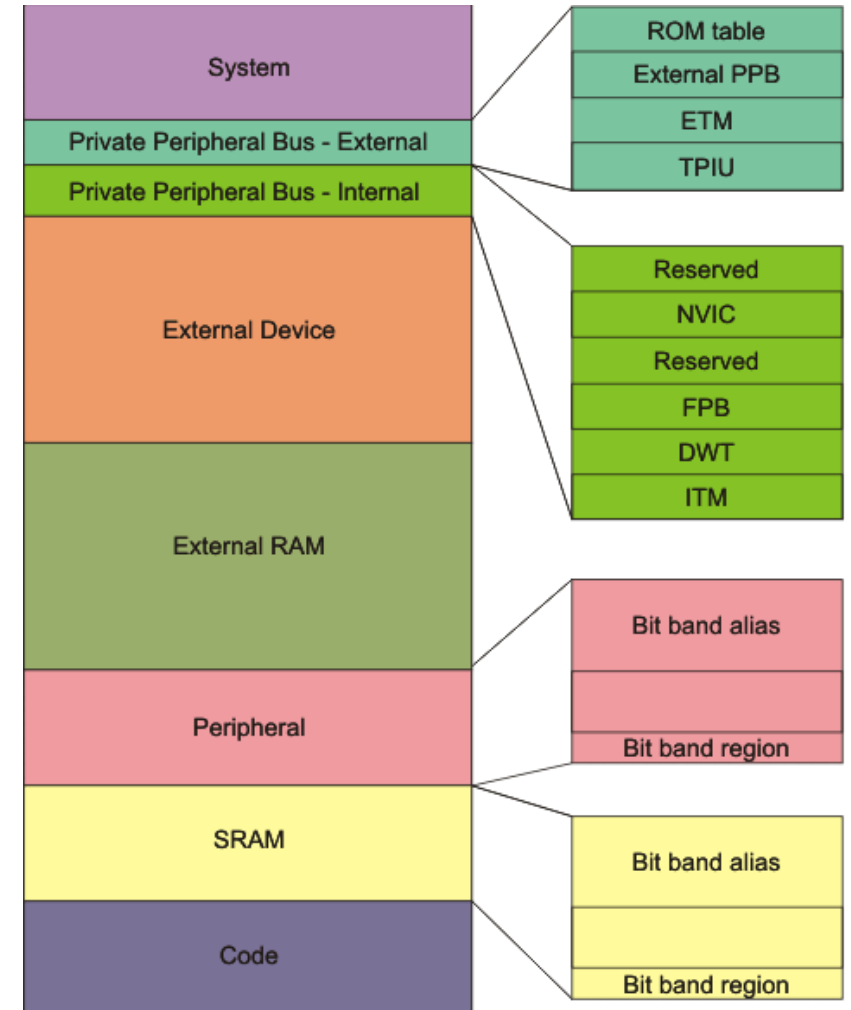 System
Private Peripheral Bus - External
Private Peripheral Bus - Internal
External Device
External RAM
Peripheral
SRAM
Code
ROM table
External PPB
ETM
TPIU
Reserved
NVIC
Reserved
FPB
DWT
ITM
Bit band alias
Bit band region
Bit band alias
Bit band region